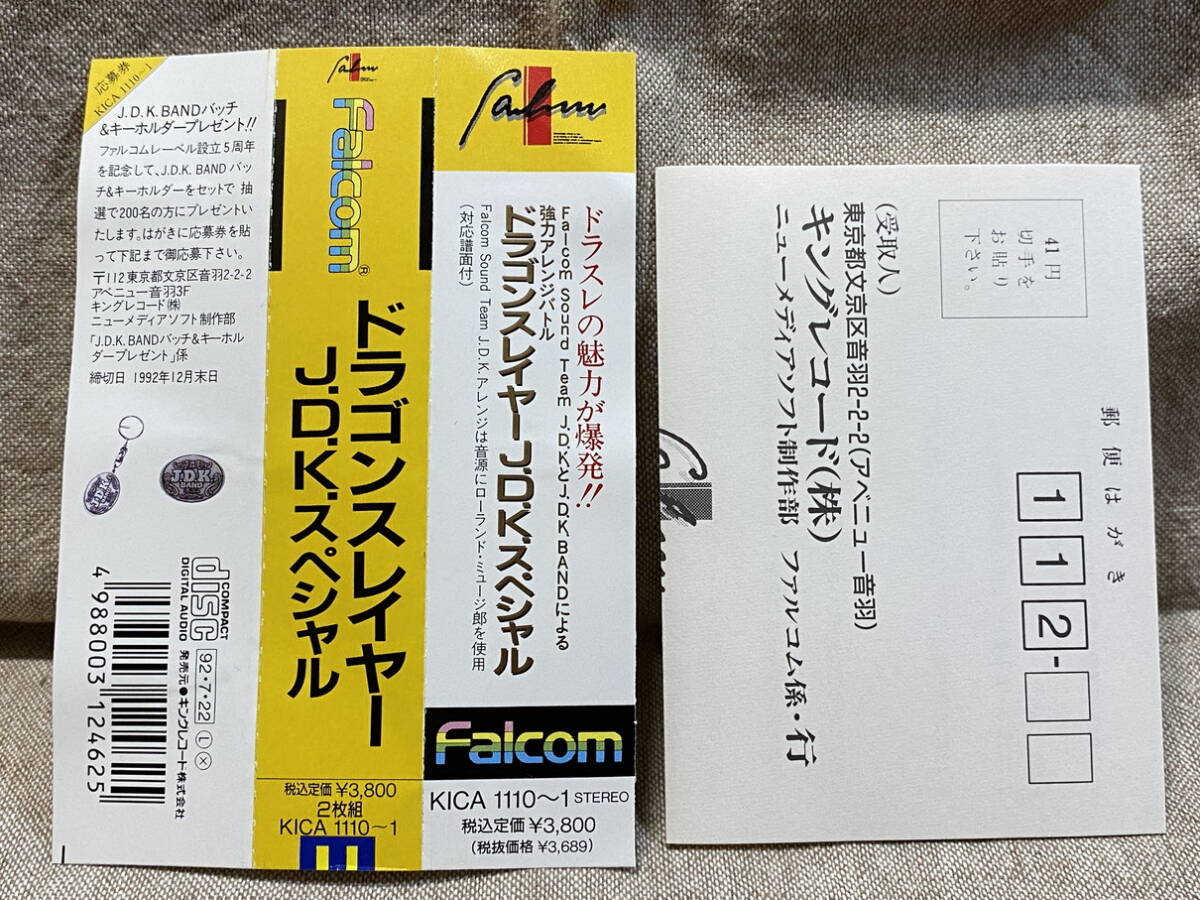 応募券
KICA 1110〜1
J.D.K.BANDバッチ
&キーホルダープレゼント!!
ファルコムレーベル設立5周年
を記念して、J.D.K. BAND バッ
チ&キーホルダーをセットで 抽
選で200名の方にプレゼントい
たします。はがきに応募券を貼
って下記まで御応募下さい。
〒112 東京都文京区音羽2-2-2
アベニュー音羽3F
キングレコード㈱
ニューメディアソフト制作部
「J.D.K.BANDバッチ&キーホル
ダープレゼント」係
締切日 1992年12月末日
J.D.K.
BAND
COMPACT
disc
DIGITAL AUDIO
92・7・22
L
X
発売元●キングレコード株式会社
4 988003 124625
falcom
Falcom®
ドラゴンスレイヤー
J.D.K.スペシャル
税込定価 ¥3,800
2枚組
KICA 1110〜1
falcom
ドラスレの魅力が爆発!!
Falcom Sound Team J.D.KとJ.D.K.BANDによる
強力アレンジバトル
ドラゴンスレイヤー J.D.K.スペシャル
Falcom Sound Team J.D.K.アレンジは音源にローランド・ミュージ郎を使用
(対応譜面付)
Falcom
KICA 1110〜1 STEREO
税込定価 ¥3,800
(税抜価格 ¥3,689)
郵便はがき
112-
41円
切手を
お貼り
下さい。
(受取人)
東京都文京区音羽2-2-2(アベニュー音羽)
キングレコード(株)
ニューメディアソフト制作部 ファルコム係・行